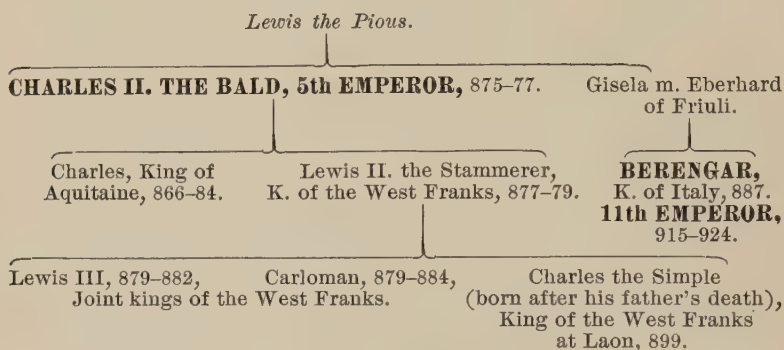 Lewis the Pious.
CHARLES II. THE BALD, 5th EMPEROR, 875–77.
Gisela m. Eberhard
of Friuli.
Charles, King of
Aquitaine, 866–84.
Lewis II. the Stammerer,
K. of the West Franks, 877–79.
BERENGAR,
K. of Italy, 887.
11th EMPEROR,
915–924.
Lewis III, 879–882,
Carloman, 879–884,
Joint kings of the West Franks.
Charles the Simple
(born after his father's death),
King of the West Franks
at Laon, 899.